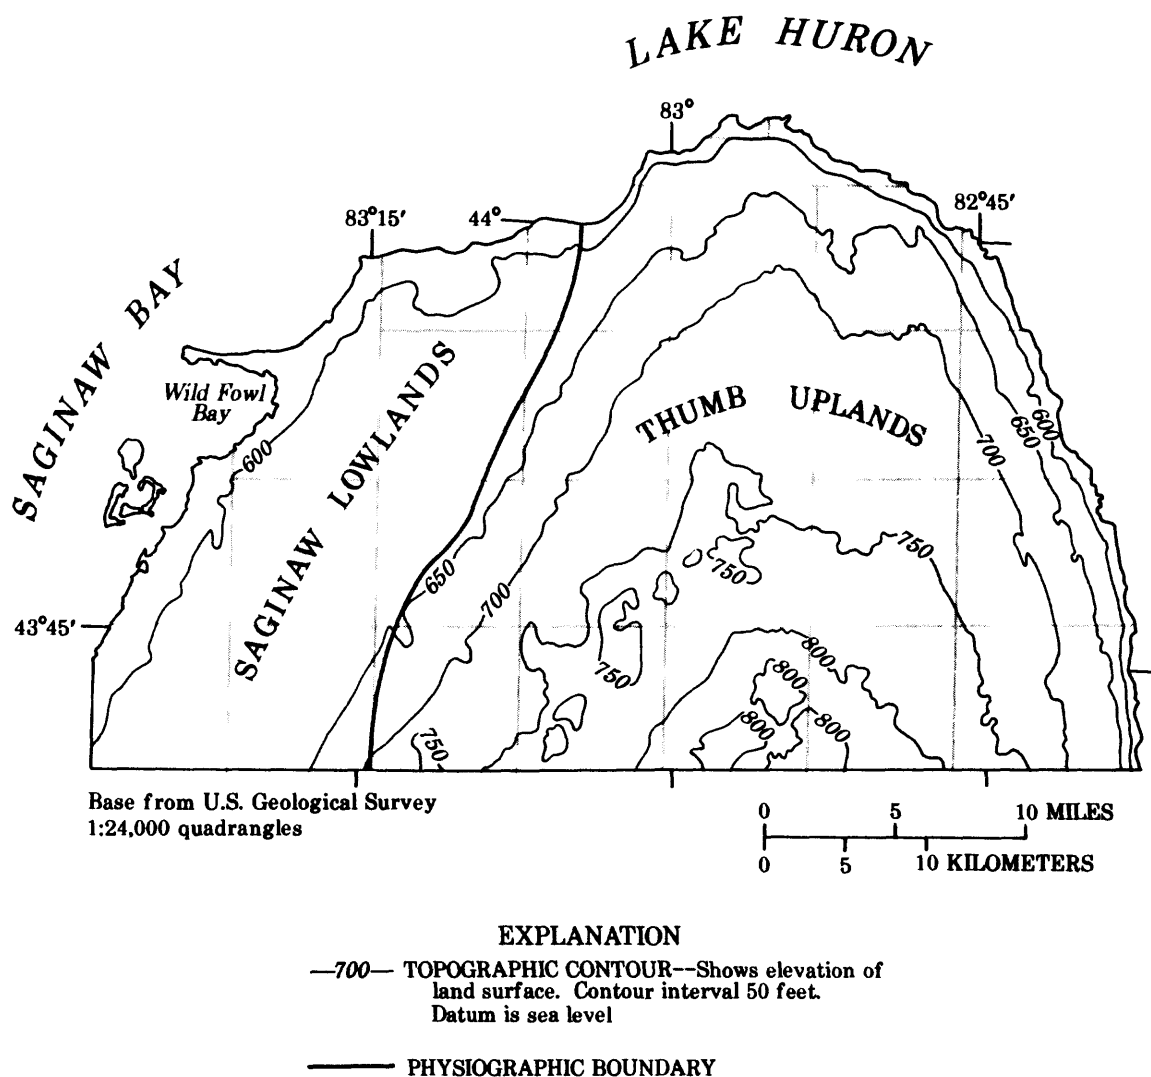 LAKE HURON
83°
82°45'
83°15'
44°
SAGINAW BAY
Wild Fowl
Bay
SAGINAW LOWLANDS
THUMB UPLANDS
600
600
650
700
750
650
700
750
750
750
800
800
800
800
43°45'
Base from U.S. Geological Survey
1:24,000 quadrangles
0 5 10 MILES
0 5 10 KILOMETERS
EXPLANATION
—700— TOPOGRAPHIC CONTOUR--Shows elevation of
land surface. Contour interval 50 feet.
Datum is sea level
PHYSIOGRAPHIC BOUNDARY